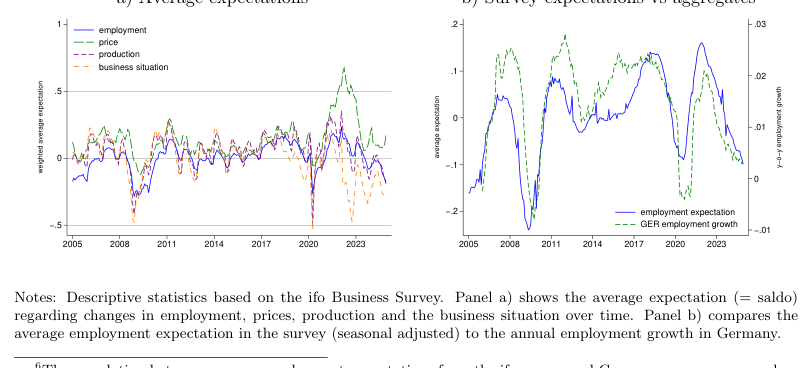 a) Average expectations
b) Survey expectations vs aggregates
1
.5
0
-.5
weighted average expectation
employment
price
production
business situation
2005 2008 2011 2014 2017 2020 2023
.2
.1
0
-.1
-.2
average expectation
.03
.02
.01
0
-.01
y-o-y employment growth
employment expectation
GER employment growth
2005 2008 2011 2014 2017 2020 2023
Notes: Descriptive statistics based on the ifo Business Survey. Panel a) shows the average expectation (= saldo)
regarding changes in employment, prices, production and the business situation over time. Panel b) compares the
average employment expectation in the survey (seasonal adjusted) to the annual employment growth in Germany.